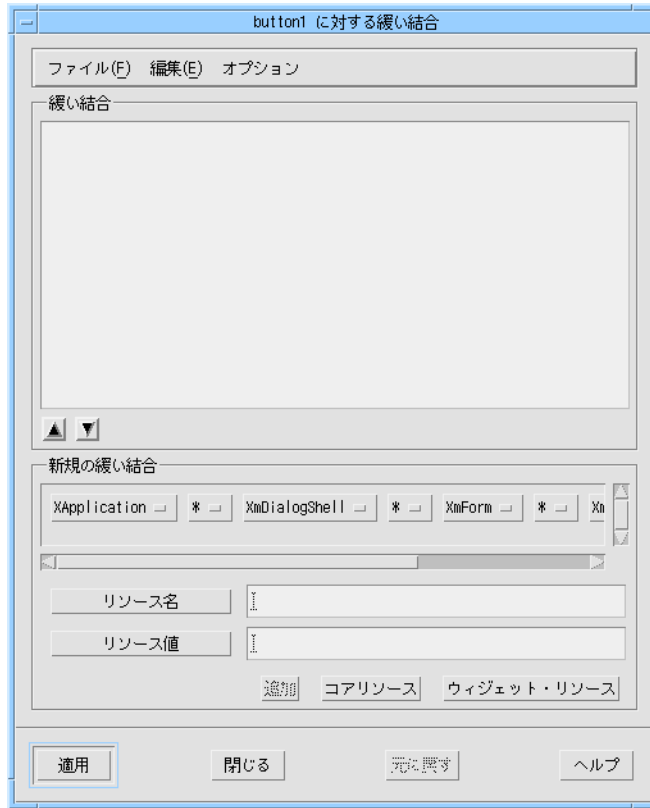 button1 に対する緩い結合
ファイル(F) 編集(E) オプション
緩い結合
新規の緩い結合
XApplication * XmDialogShell * XmForm * Xm
リソース名
リソース値
追加 コアリソース ウィジェット・リソース
適用 閉じる 元に戻す ヘルプ